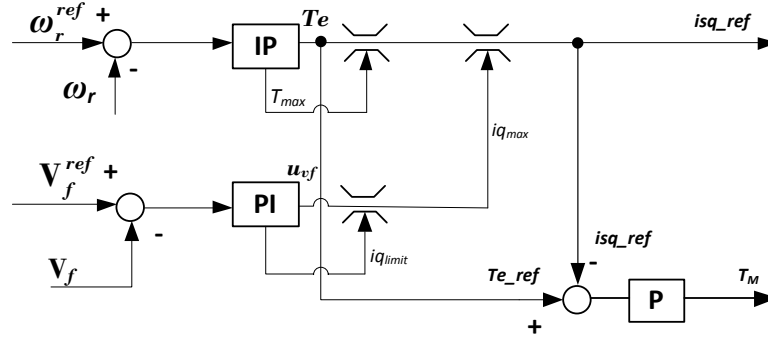 ω_r^ref + Te isq_ref
IP
-
ω_r T_max
iq_max
V_f^ref + u_vf
PI
-
V_f iq_limit isq_ref
-
Te_ref T_M
P
+